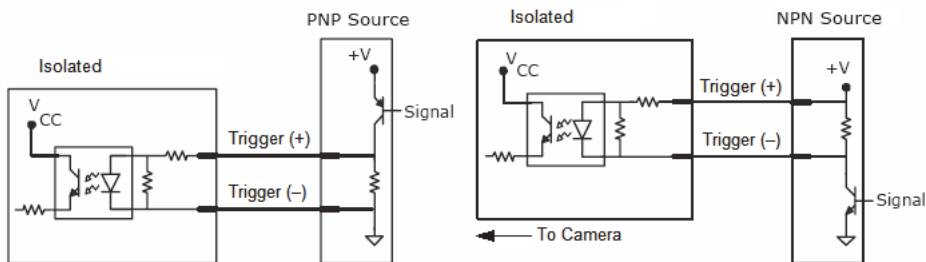 PNP Source
+V
Isolated
V
CC
Signal
Trigger (+)
Trigger (–)
Isolated
NPN Source
V
CC
+V
Trigger (+)
Trigger (–)
Signal
To Camera